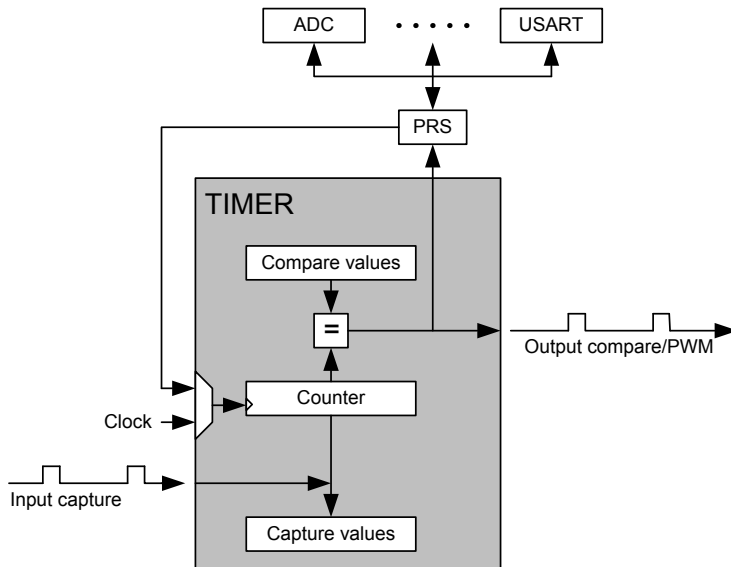 ADC
USART
PRS
TIMER
Compare values
=
Output compare/PWM
Counter
Clock
Input capture
Capture values